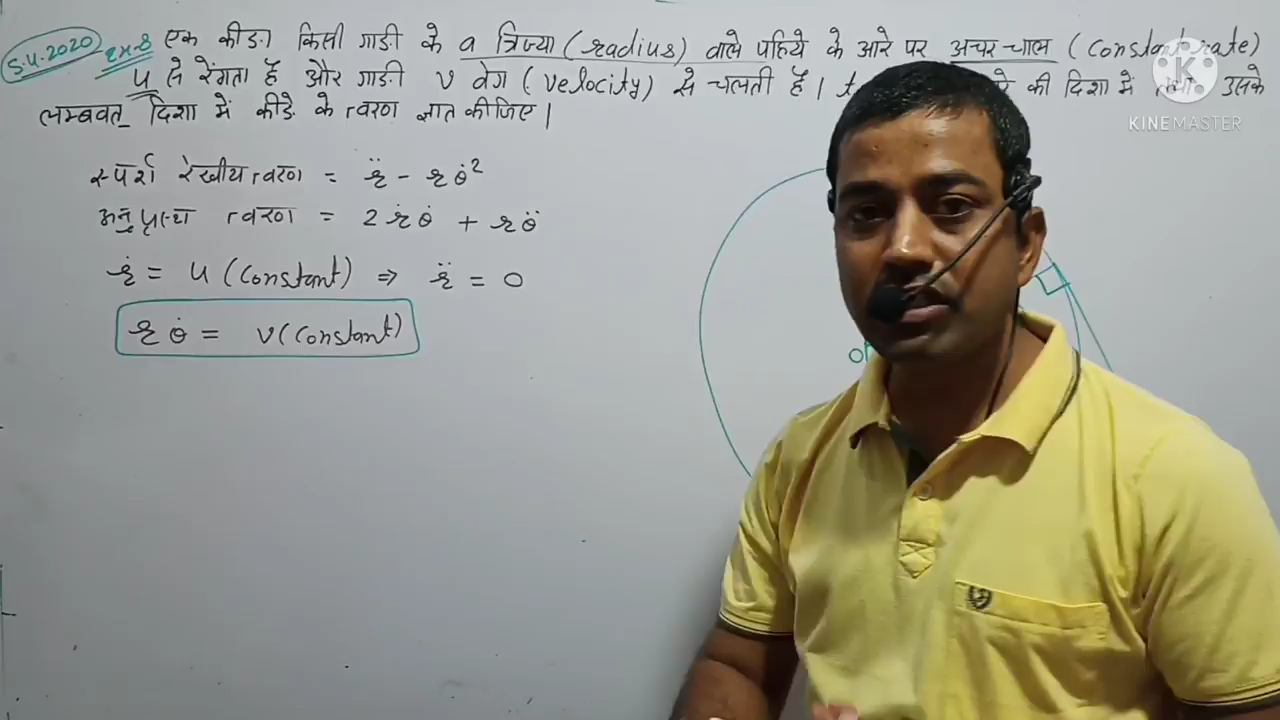 S.U.2020 Ex-8 एक कीडा किसी गाडी के a त्रिज्या (radius) वाले पहिये के आरे पर अचर चाल (Constant rate)
u से रेंगता है और गाडी v वेग (velocity) से चलती है। की दिशा में उसके
लम्बवत दिशा में कीडे के त्वरण ज्ञात कीजिए।
स्पर्श रेखीय त्वरण = r̈ - rθ̇²
अनुप्रस्थ त्वरण = 2ṙθ̇ + rθ̈
ṙ = u (Constant) ⇒ r̈ = 0
rθ̇ = v (Constant)
K
KINEMASTER